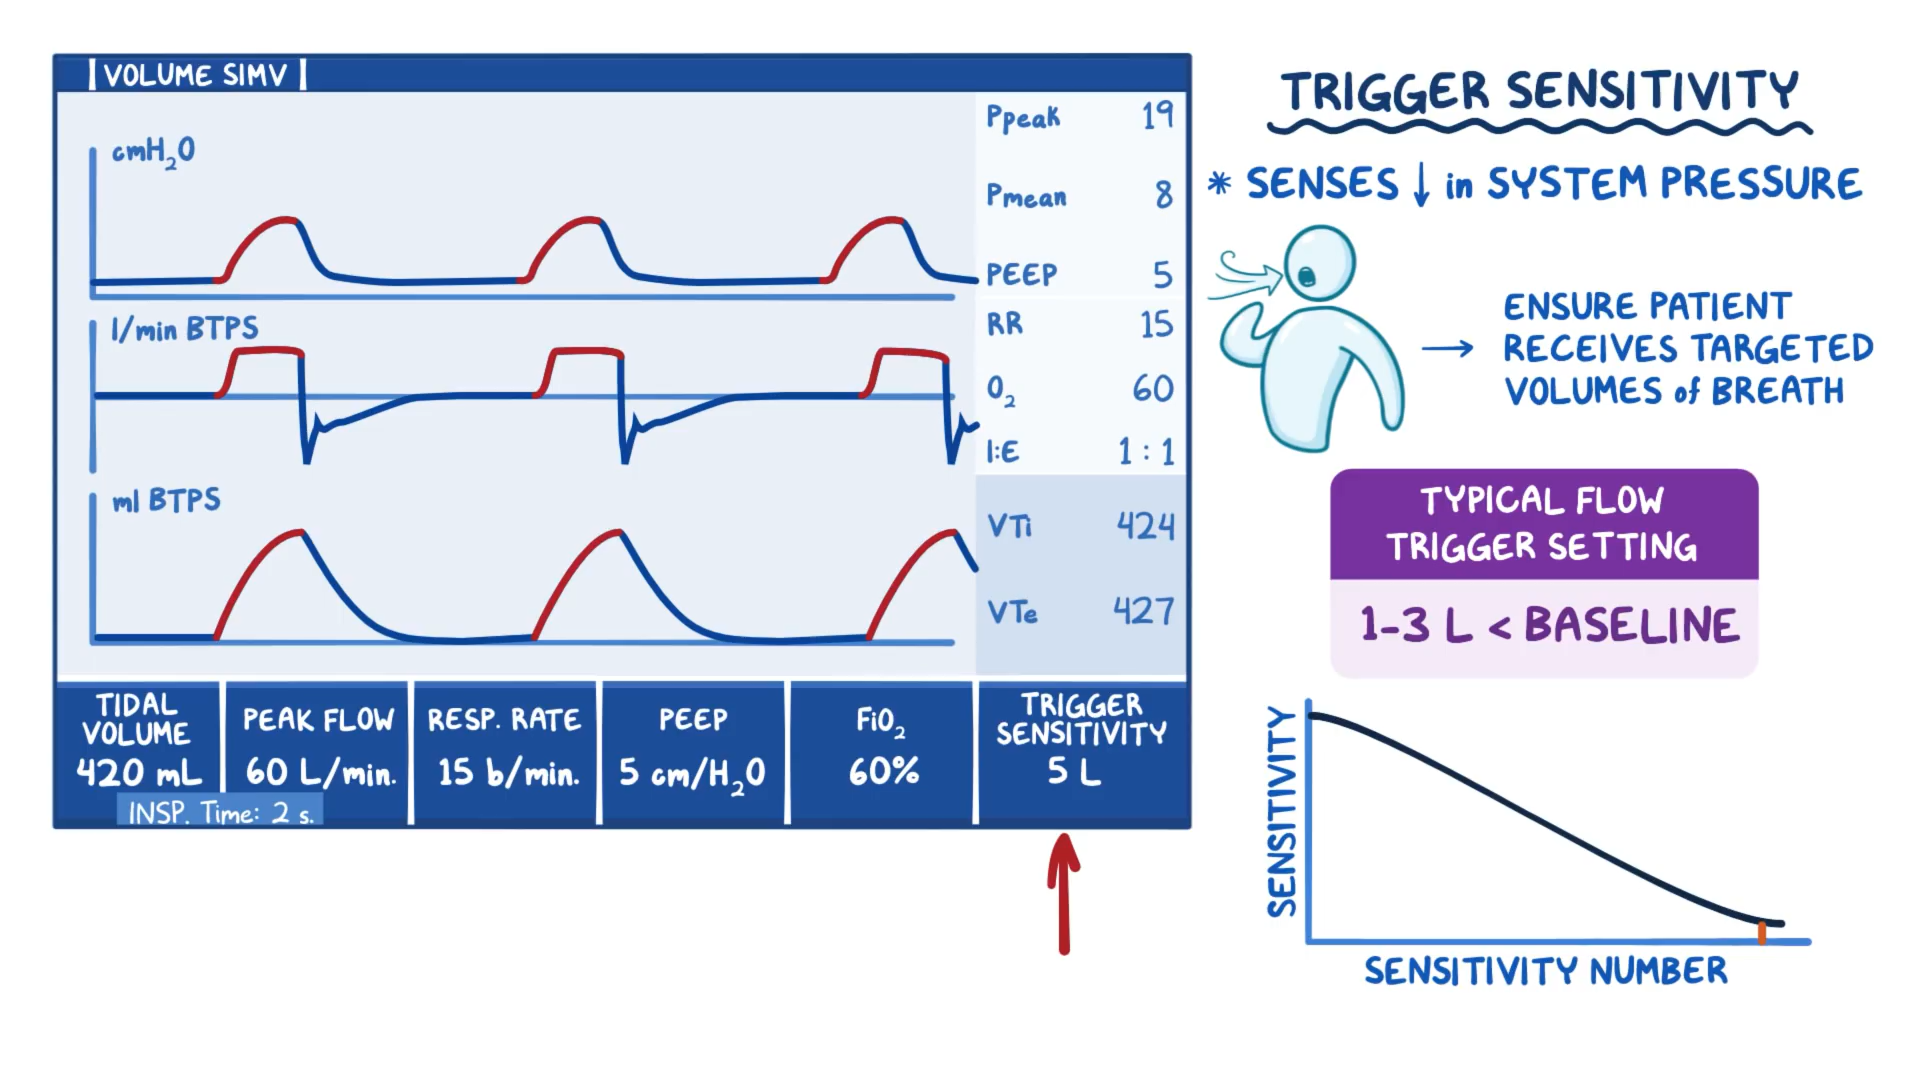 VOLUME SIMV
cmH₂O
l/min BTPS
ml BTPS
Ppeak 19
Pmean 8
PEEP 5
RR 15
O₂ 60
I:E 1 : 1
VTi 424
VTe 427
TIDAL
VOLUME
420 mL
PEAK FLOW
60 L/min.
INSP. Time: 2 s.
RESP. RATE
15 b/min.
PEEP
5 cm/H₂O
FiO₂
60%
TRIGGER
SENSITIVITY
5 L
TRIGGER SENSITIVITY
* SENSES ↓ in SYSTEM PRESSURE
→ ENSURE PATIENT
RECEIVES TARGETED
VOLUMES of BREATH
TYPICAL FLOW
TRIGGER SETTING
1-3 L < BASELINE
SENSITIVITY
SENSITIVITY NUMBER